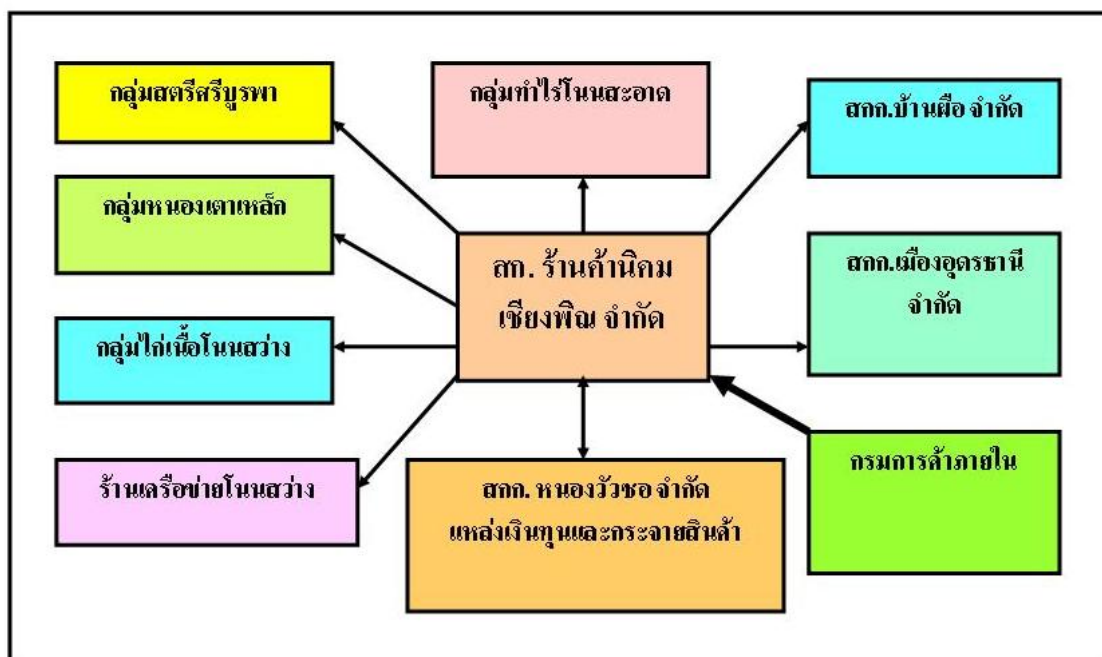 กลุ่มสตรีศรีบูรพา
กลุ่มทำไร่โนนสะอาด
สกก.บ้านผือ จำกัด
กลุ่มหนองเตาเหล็ก
สก. ร้านค้านิคม
เชียงพิณ จำกัด
สกก.เมืองอุดรธานี
จำกัด
กลุ่มไก่เนื้อโนนสว่าง
ร้านเครือข่ายโนนสว่าง
สกก. หนองวัวซอ จำกัด
แหล่งเงินทุนและกระจายสินค้า
กรมการค้าภายใน